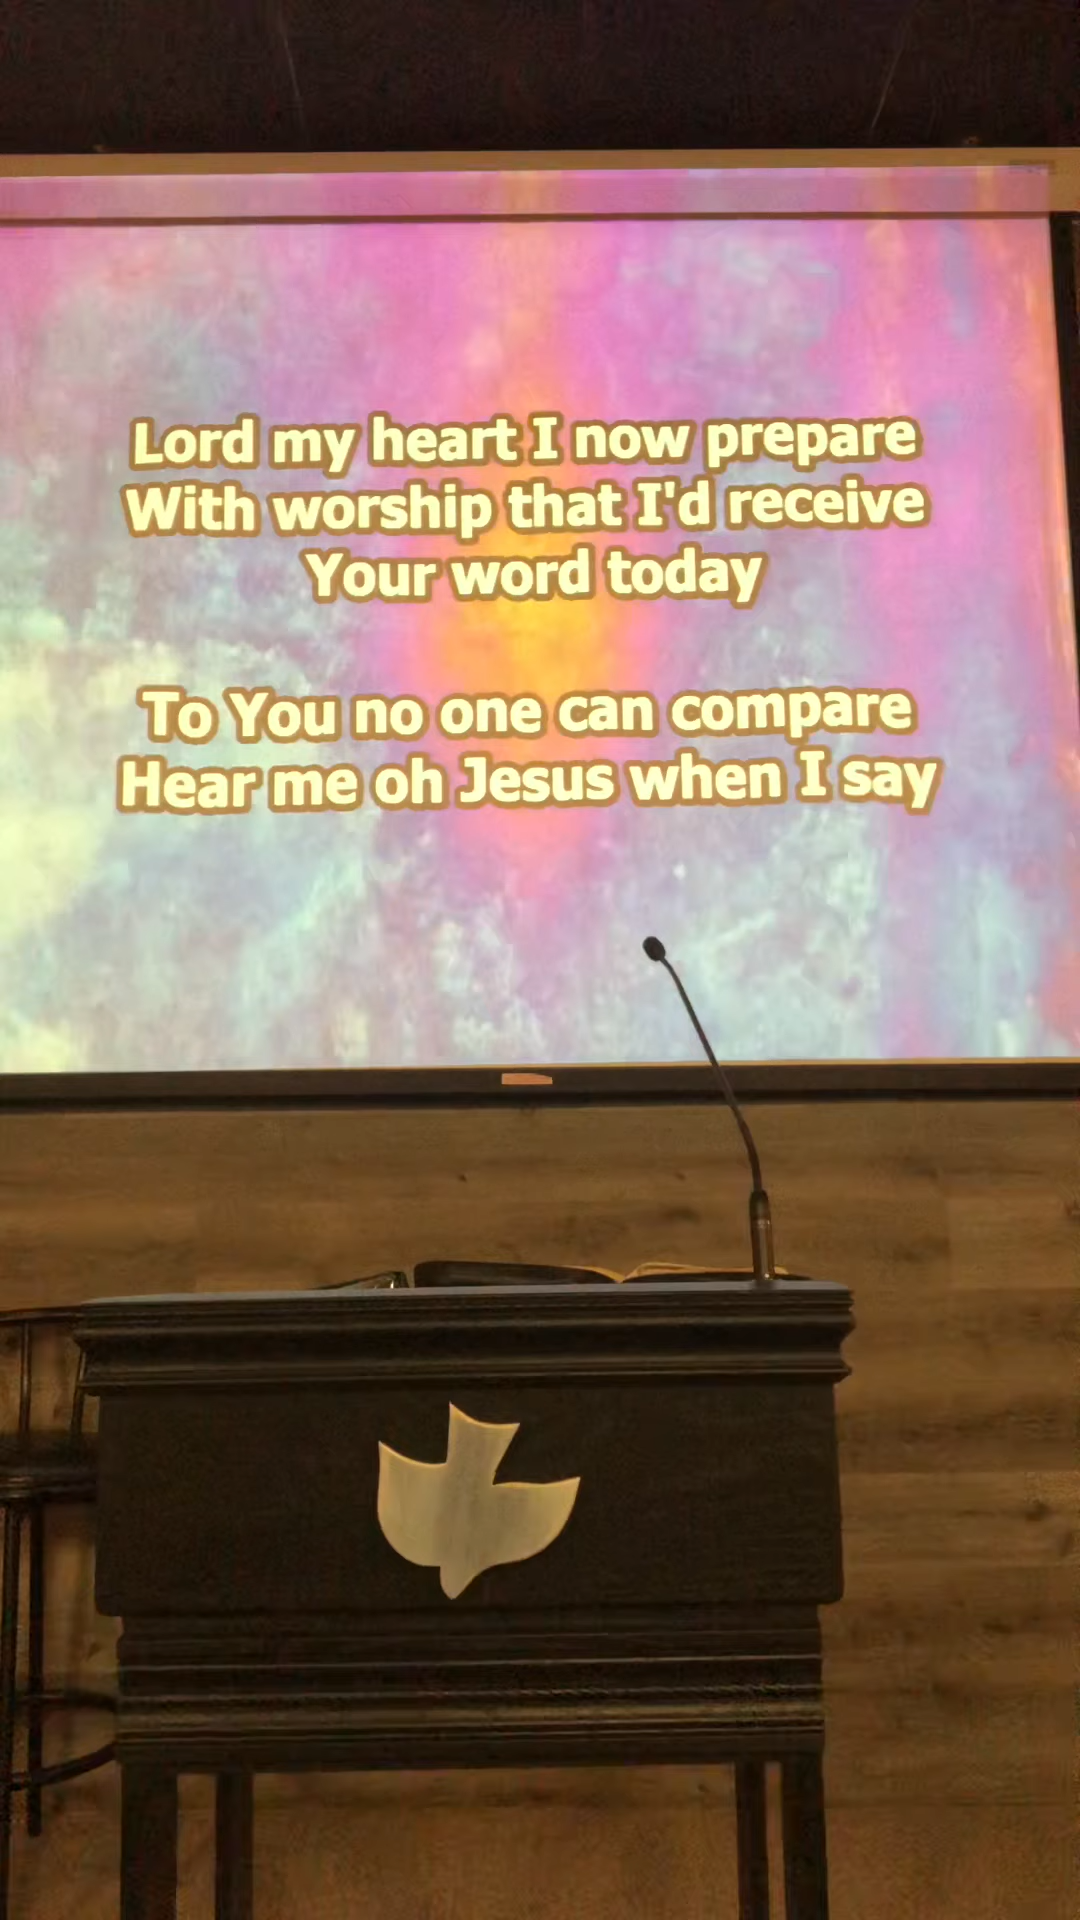 Lord my heart I now prepare
With worship that I'd receive
Your word today
To You no one can compare
Hear me oh Jesus when I say